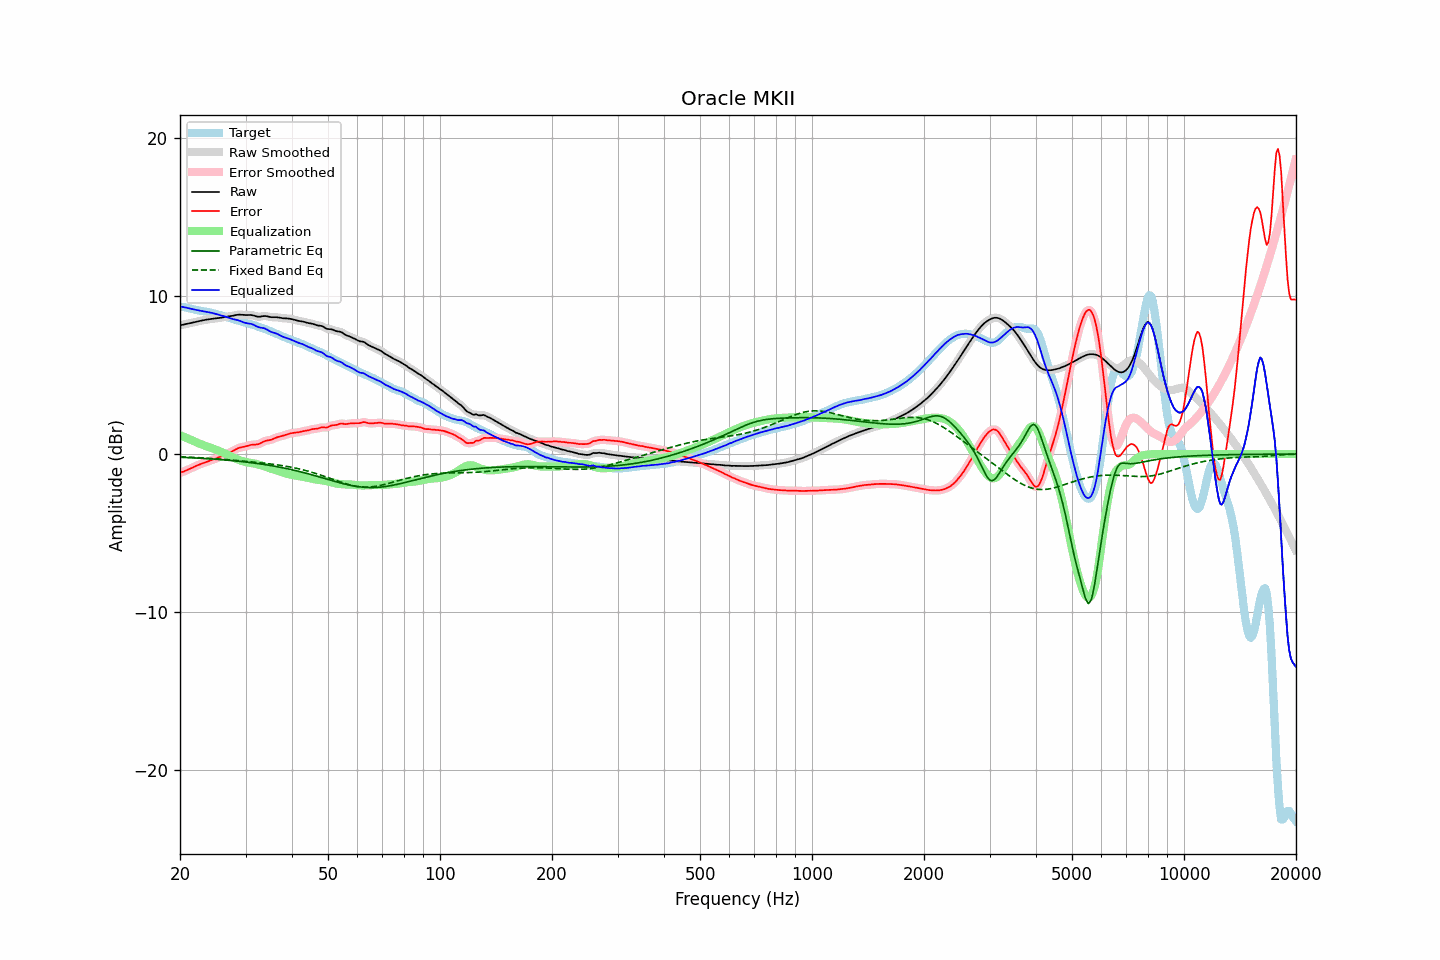 Oracle MKII
Target
Raw Smoothed
Error Smoothed
Raw
Error
Equalization
Parametric Eq
Fixed Band Eq
Equalized
Amplitude (dBr)
20
10
0
−10
−20
20 50 100 200 500 1000 2000 5000 10000 20000
Frequency (Hz)